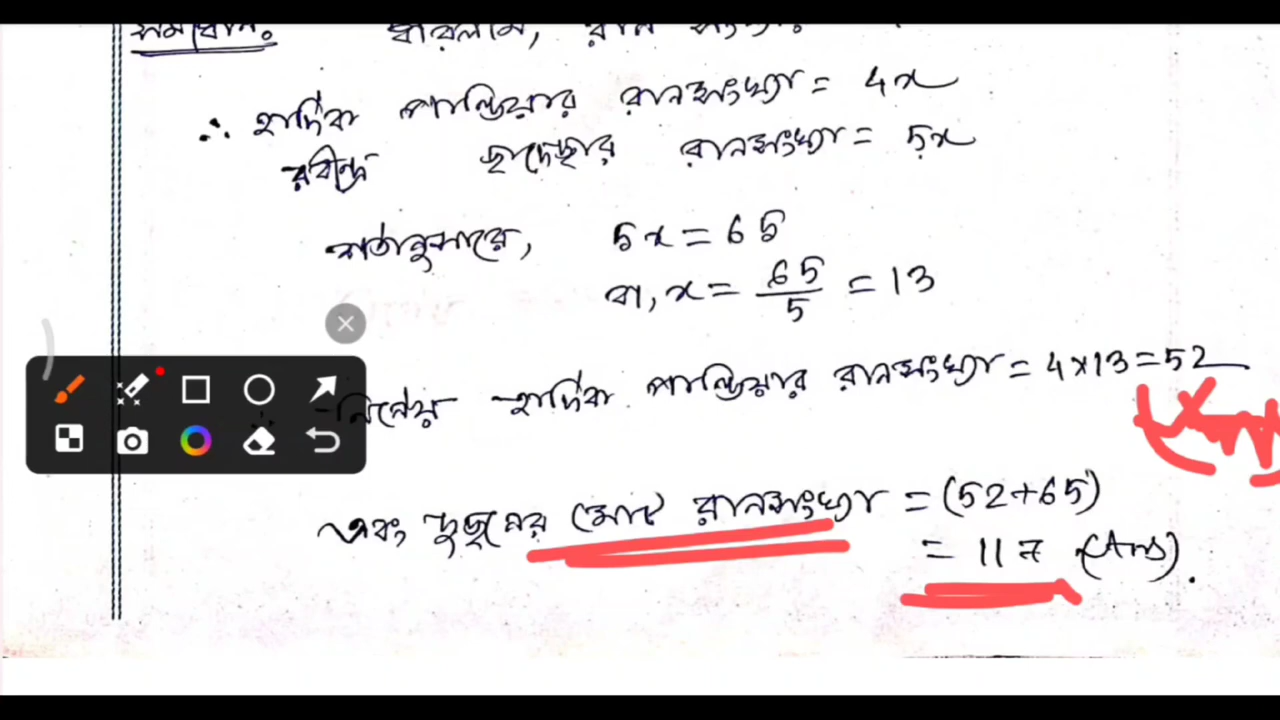 সমাধান: ধরিলাম, রান
∴ হার্দিক পান্ডিয়ার রানসংখ্যা = 4x
রবীন্দ্র জাদেজার রানসংখ্যা = 5x
শর্তানুসারে, 5x = 65
বা, x = 65/5 = 13
নির্ণেয় হার্দিক পান্ডিয়ার রানসংখ্যা = 4×13 = 52
এবং দুজনের মোট রানসংখ্যা = (52+65)
= 117 (Ans).